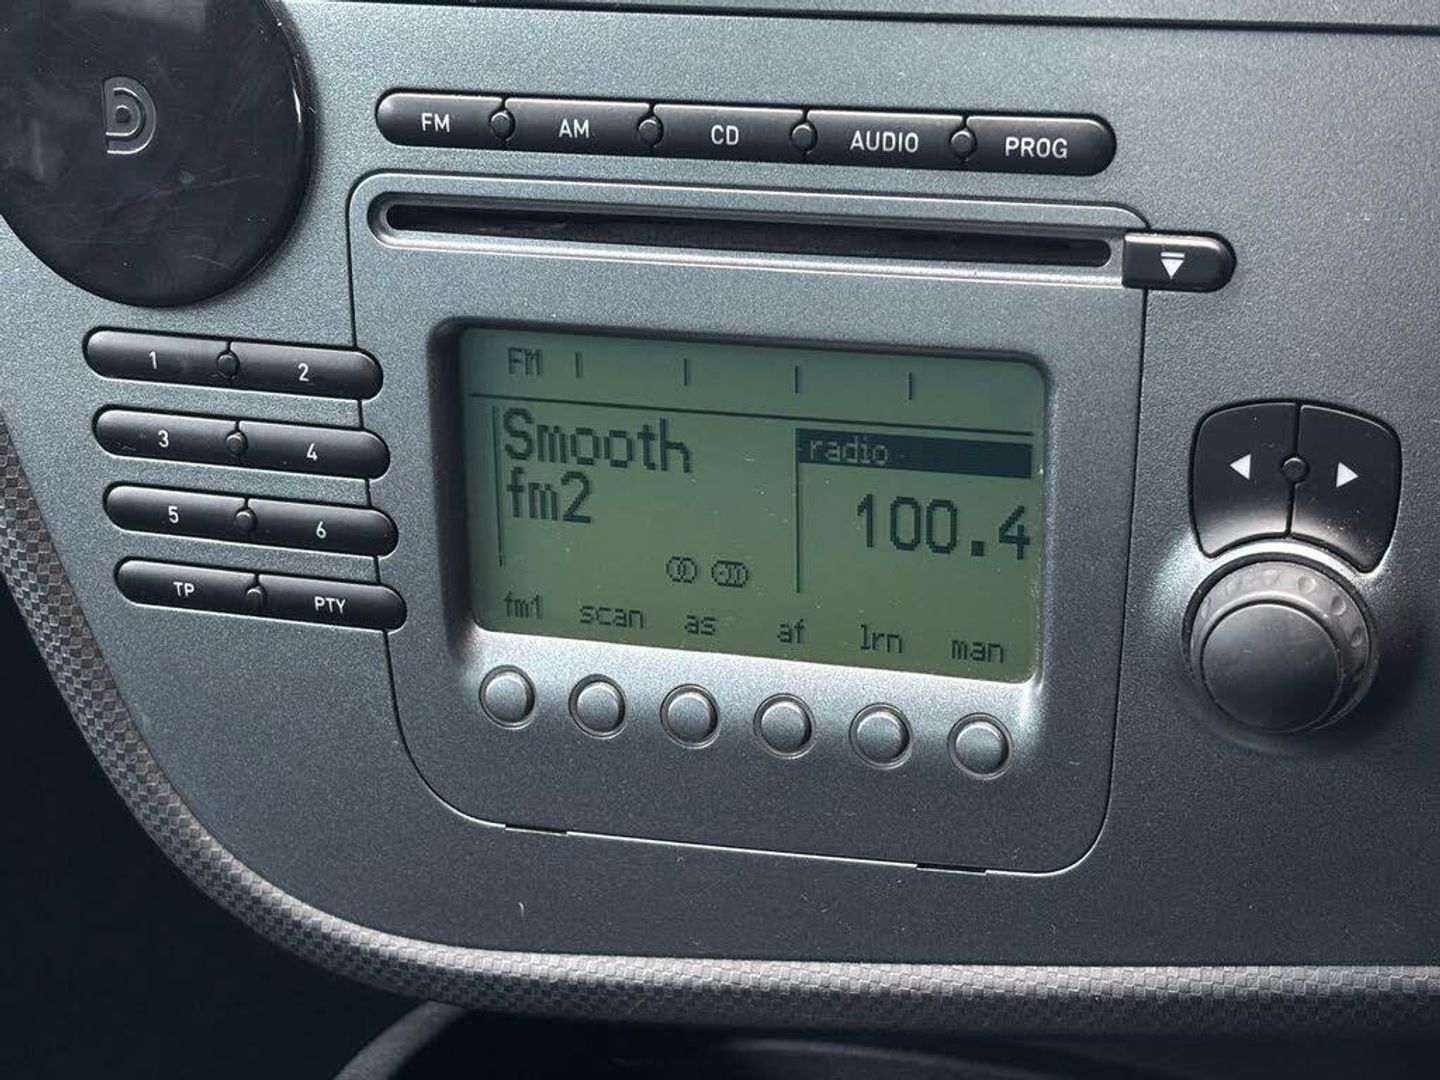 FM AM CD AUDIO PROG
1 2
3 4
5 6
TP PTY
FM
Smooth radio
fm2 100.4
fm1 scan as af lrn man